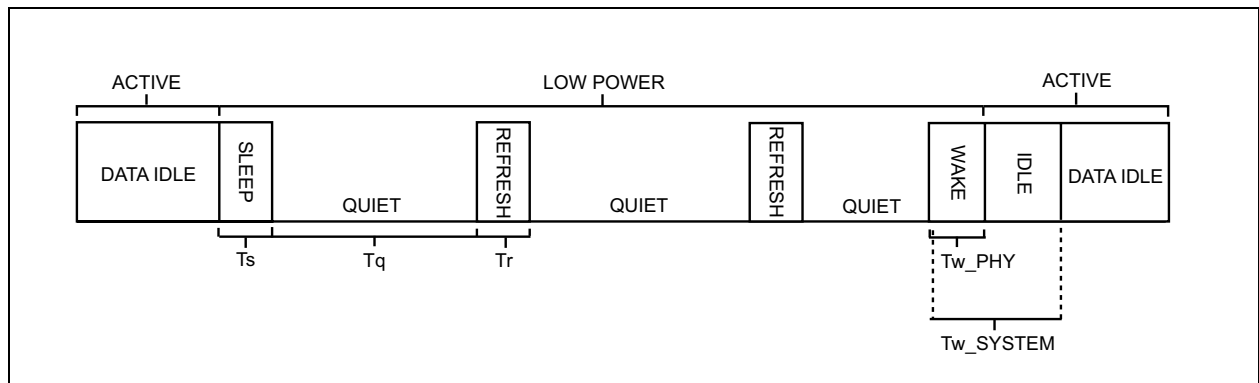 ACTIVE
LOW POWER
ACTIVE
DATA IDLE
SLEEP
QUIET
REFRESH
QUIET
REFRESH
QUIET
WAKE
IDLE
DATA IDLE
Ts
Tq
Tr
Tw_PHY
Tw_SYSTEM